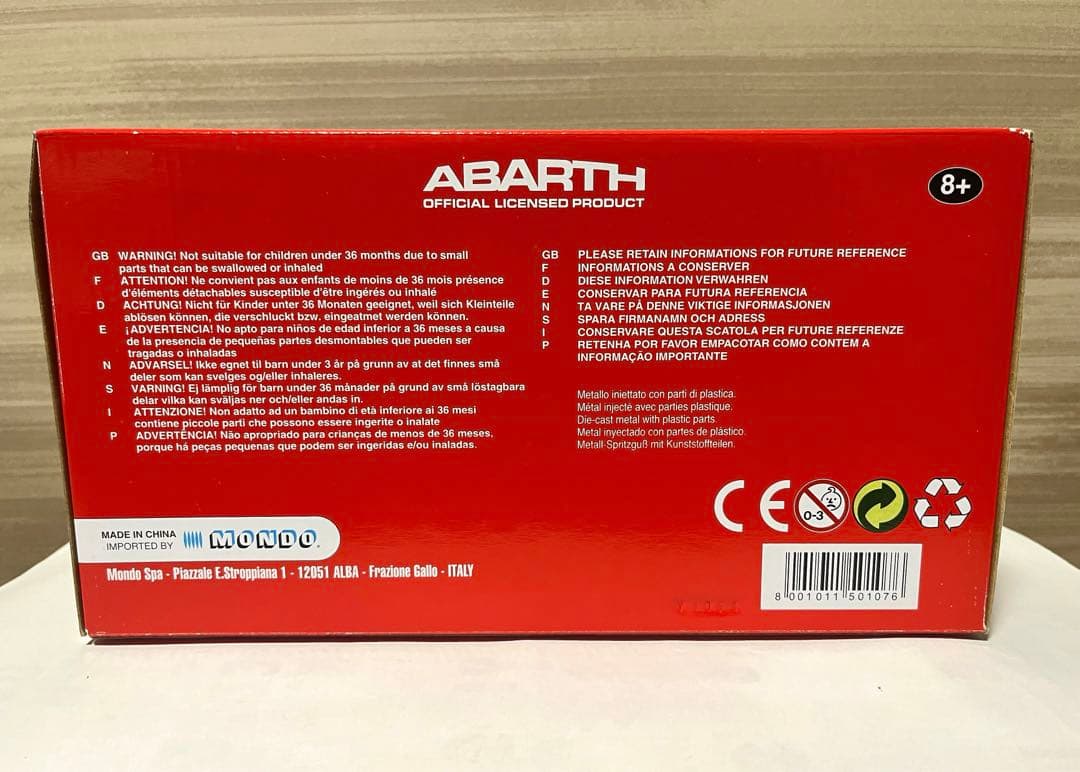 ABARTH
OFFICIAL LICENSED PRODUCT
8+
GB WARNING! Not suitable for children under 36 months due to small
parts that can be swallowed or inhaled
F ATTENTION! Ne convient pas aux enfants de moins de 36 mois présence
d'éléments détachables susceptible d'être ingérés ou inhalé
D ACHTUNG! Nicht für Kinder unter 36 Monaten geeignet, weil sich Kleinteile
ablösen können, die verschluckt bzw. eingeatmet werden können.
E ¡ADVERTENCIA! No apto para niños de edad inferior a 36 meses a causa
de la presencia de pequeñas partes desmontables que pueden ser
tragadas o inhaladas
N ADVARSEL! Ikke egnet til barn under 3 år på grunn av at det finnes små
deler som kan svelges og/eller inhaleres.
S VARNING! Ej lämplig för barn under 36 månader på grund av små löstagbara
delar vilka kan sväljas ner och/eller andas in.
I ATTENZIONE! Non adatto ad un bambino di età inferiore ai 36 mesi
contiene piccole parti che possono essere ingerite o inalate
P ADVERTÊNCIA! Não apropriado para crianças de menos de 36 meses,
porque há peças pequenas que podem ser ingeridas e/ou inaladas.
GB PLEASE RETAIN INFORMATIONS FOR FUTURE REFERENCE
F INFORMATIONS A CONSERVER
D DIESE INFORMATION VERWAHREN
E CONSERVAR PARA FUTURA REFERENCIA
N TA VARE PÅ DENNE VIKTIGE INFORMASJONEN
S SPARA FIRMANAMN OCH ADRESS
I CONSERVARE QUESTA SCATOLA PER FUTURE REFERENZE
P RETENHA POR FAVOR EMPACOTAR COMO CONTEM A
INFORMAÇÃO IMPORTANTE
Metallo iniettato con parti di plastica.
Métal injecté avec parties plastique.
Die-cast metal with plastic parts.
Metal inyectado con partes de plástico.
Metall-Spritzguß mit Kunststoffteilen.
CE
0-3
MADE IN CHINA
IMPORTED BY MONDO
Mondo Spa - Piazzale E.Stroppiana 1 - 12051 ALBA - Frazione Gallo - ITALY
8 001011 501076